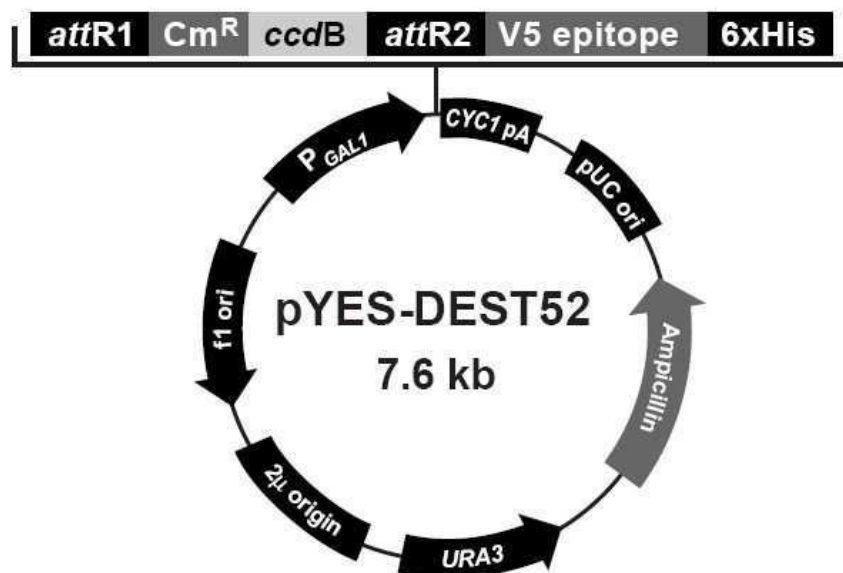 attR1 CmR ccdB attR2 V5 epitope 6xHis
P GAL1
CYC1 pA
pUC ori
Ampicillin
URA3
2μ origin
f1 ori
pYES-DEST52
7.6 kb